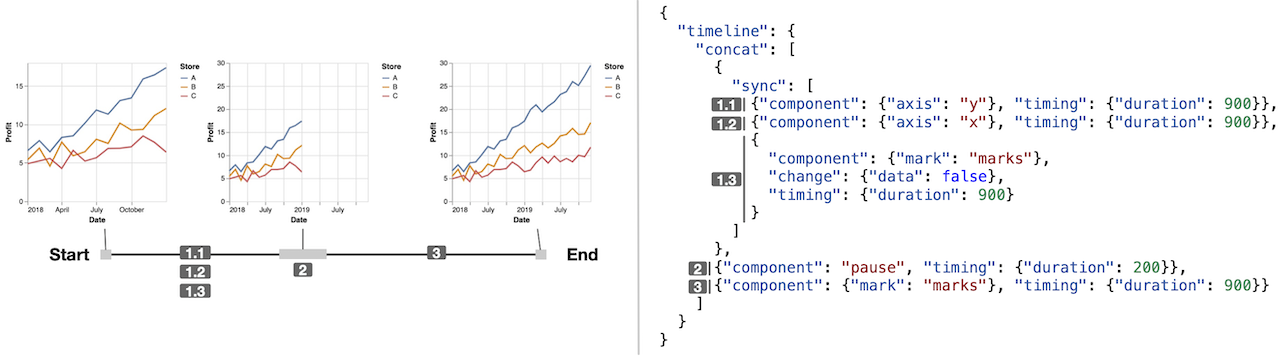 Store
A
B
C
15
10
5
0
Profit
2018 April July October
Date
Store
A
B
C
30
25
20
15
10
5
0
Profit
2018 July 2019 July
Date
Store
A
B
C
30
25
20
15
10
5
0
Profit
2018 July 2019 July
Date
Start 1.1 3 End
1.2 2
1.3
{
"timeline": {
"concat": [
{
"sync": [
1.1 {"component": {"axis": "y"}, "timing": {"duration": 900}},
1.2 {"component": {"axis": "x"}, "timing": {"duration": 900}},
{
"component": {"mark": "marks"},
1.3 "change": {"data": false},
"timing": {"duration": 900}
}
]
},
2 {"component": "pause", "timing": {"duration": 200}},
3 {"component": {"mark": "marks"}, "timing": {"duration": 900}}
]
}
}